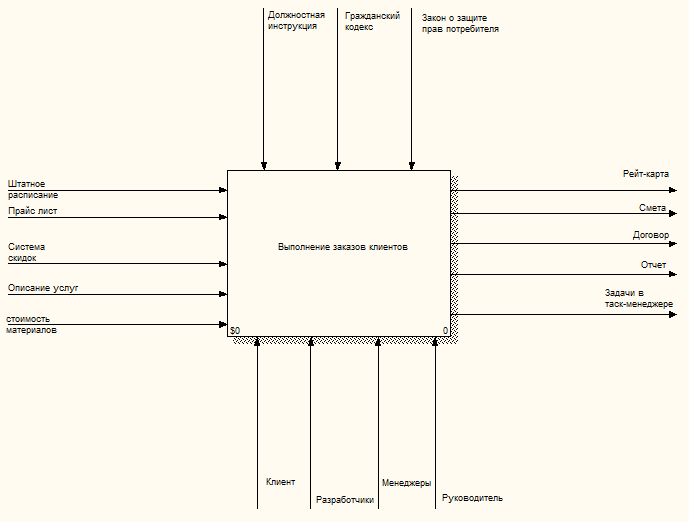 Должностная
инструкция
Гражданский
кодекс
Закон о защите
прав потребителя
Штатное
расписание
Прайс лист
Система
скидок
Описание услуг
стоимость
материалов
Выполнение заказов клиентов
$0
0
Рейт-карта
Смета
Договор
Отчет
Задачи в
таск-менеджере
Клиент
Разработчики
Менеджеры
Руководитель